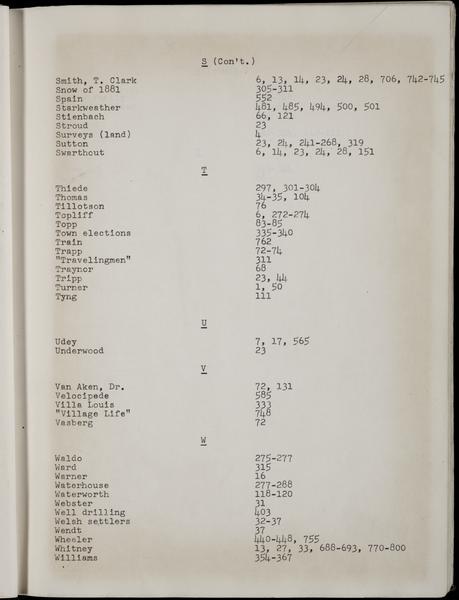 S (Con't.)
Smith, T. Clark 6, 13, 14, 23, 24, 28, 706, 742-745
Snow of 1881 305-311
Spain 552
Starkweather 481, 485, 494, 500, 501
Stienbach 66, 121
Stroud 23
Surveys (land) 4
Sutton 23, 24, 241-268, 319
Swarthout 6, 14, 23, 24, 28, 151
T
Thiede 297, 301-304
Thomas 34-35, 104
Tillotson 76
Topliff 6, 272-274
Topp 83-85
Town elections 335-340
Train 762
Trapp 72-74
"Travelingmen" 311
Traynor 68
Tripp 23, 44
Turner 1, 50
Tyng 111
U
Udey 7, 17, 565
Underwood 23
V
Van Aken, Dr. 72, 131
Velocipede 585
Villa Louis 333
"Village Life" 748
Vasberg 72
W
Waldo 275-277
Ward 315
Warner 16
Waterhouse 277-288
Waterworth 118-120
Webster 31
Well drilling 403
Welsh settlers 32-37
Wendt 37
Wheeler 440-448, 755
Whitney 13, 27, 33, 688-693, 770-800
Williams 354-367